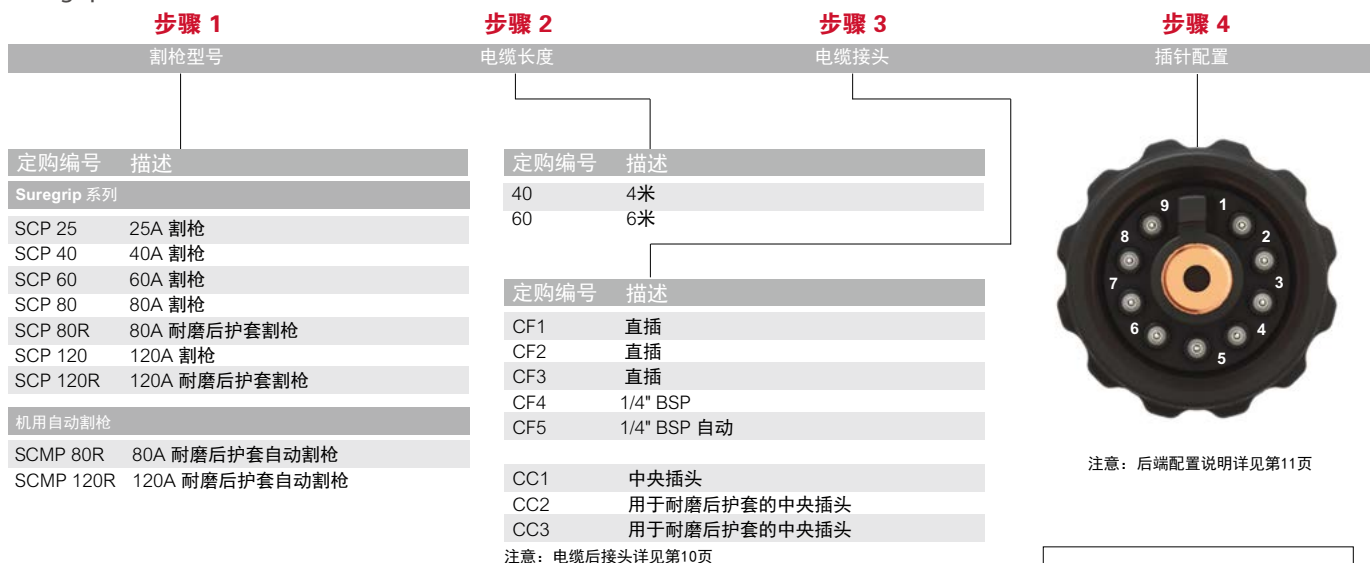 步骤 1
步骤 2
步骤 3
步骤 4
割枪型号
电缆长度
电缆接头
插针配置
定购编号 描述
Suregrip 系列
SCP 25 25A 割枪
SCP 40 40A 割枪
SCP 60 60A 割枪
SCP 80 80A 割枪
SCP 80R 80A 耐磨后护套割枪
SCP 120 120A 割枪
SCP 120R 120A 耐磨后护套割枪
机用自动割枪
SCMP 80R 80A 耐磨后护套自动割枪
SCMP 120R 120A 耐磨后护套自动割枪
定购编号 描述
40 4米
60 6米
定购编号 描述
CF1 直插
CF2 直插
CF3 直插
CF4 1/4" BSP
CF5 1/4" BSP 自动
CC1 中央插头
CC2 用于耐磨后护套的中央插头
CC3 用于耐磨后护套的中央插头
注意：电缆后接头详见第10页
9 1
8 2
7 3
6 4
5
注意：后端配置说明详见第11页